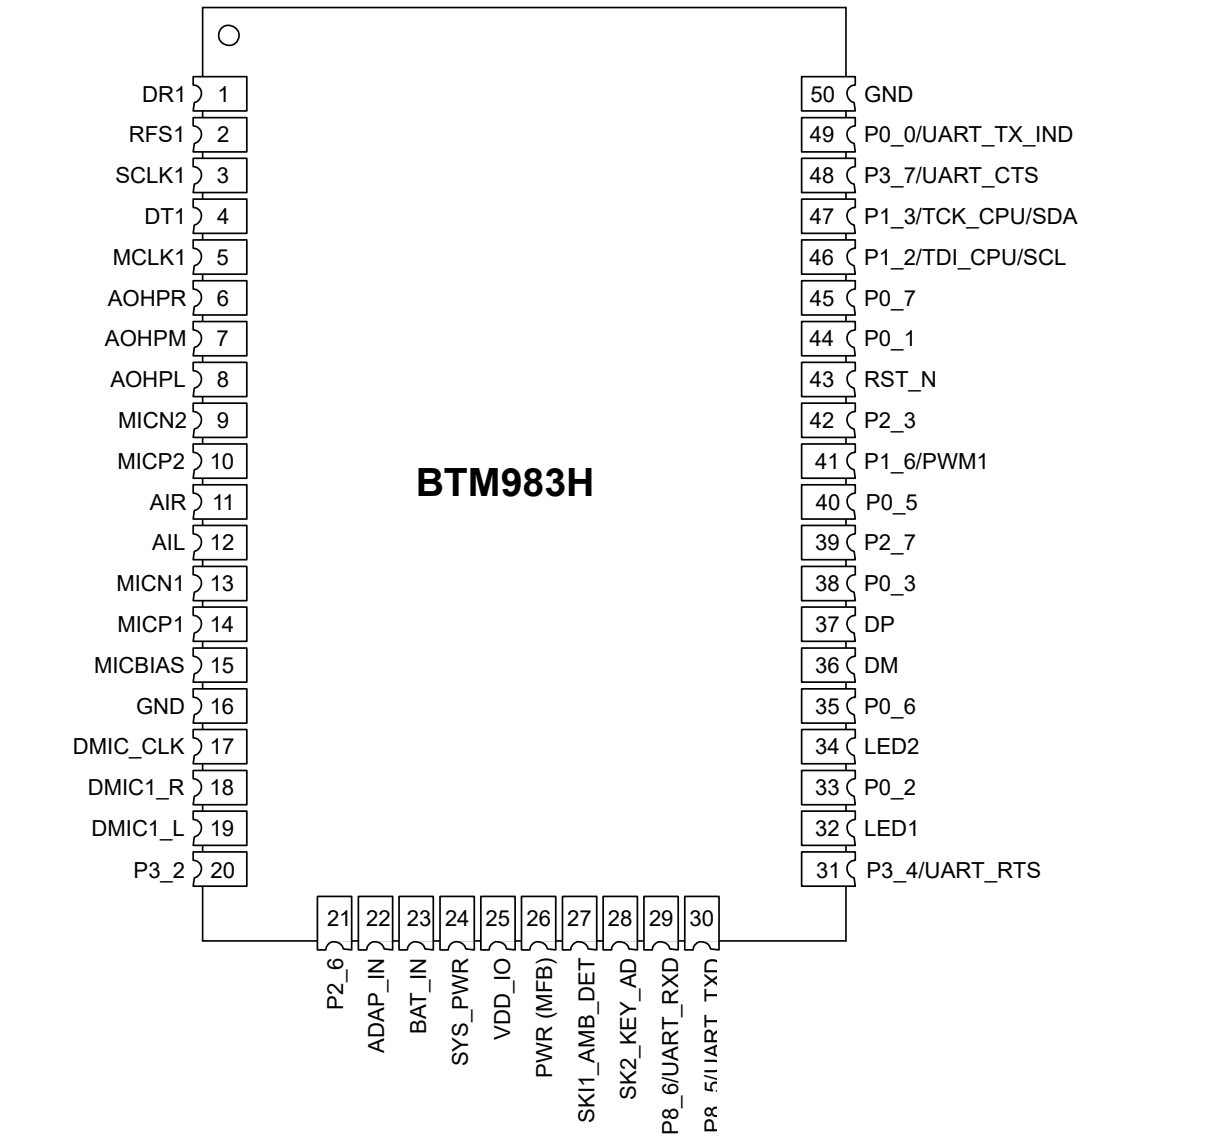 DR1 1
RFS1 2
SCLK1 3
DT1 4
MCLK1 5
AOHPR 6
AOHPM 7
AOHPL 8
MICN2 9
MICP2 10
AIR 11
AIL 12
MICN1 13
MICP1 14
MICBIAS 15
GND 16
DMIC_CLK 17
DMIC1_R 18
DMIC1_L 19
P3_2 20
BTM983H
50 GND
49 P0_0/UART_TX_IND
48 P3_7/UART_CTS
47 P1_3/TCK_CPU/SDA
46 P1_2/TDI_CPU/SCL
45 P0_7
44 P0_1
43 RST_N
42 P2_3
41 P1_6/PWM1
40 P0_5
39 P2_7
38 P0_3
37 DP
36 DM
35 P0_6
34 LED2
33 P0_2
32 LED1
31 P3_4/UART_RTS
21 P2_6
22 ADAP_IN
23 BAT_IN
24 SYS_PWR
25 VDD_IO
26 PWR (MFB)
27 SKI1_AMB_DET
28 SK2_KEY_AD
29 P8_6/UART_RXD
30 P8_5/UART_TXD